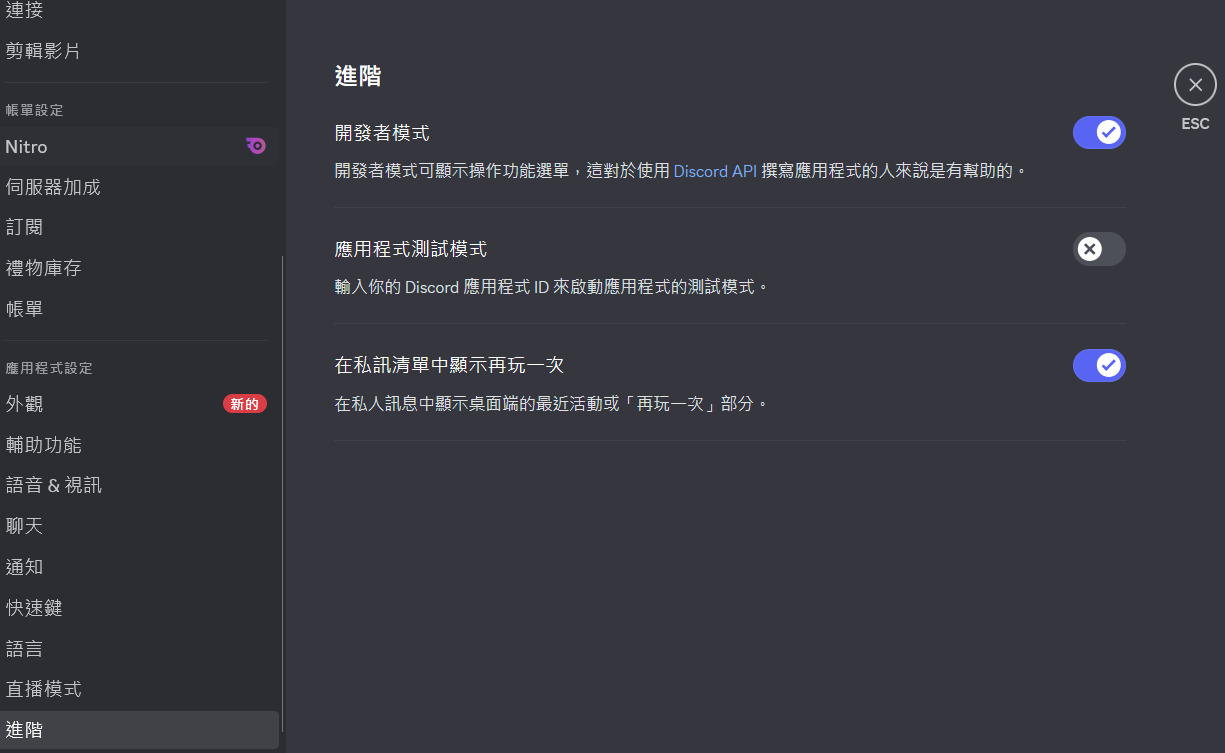 連接
剪輯影片
帳單設定
Nitro
伺服器加成
訂閱
禮物庫存
帳單
應用程式設定
外觀
新的
輔助功能
語音 & 視訊
聊天
通知
快速鍵
語言
直播模式
進階
進階
開發者模式
開發者模式可顯示操作功能選單，這對於使用 Discord API 撰寫應用程式的人來說是有幫助的。
應用程式測試模式
輸入你的 Discord 應用程式 ID 來啟動應用程式的測試模式。
在私訊清單中顯示再玩一次
在私人訊息中顯示桌面端的最近活動或「再玩一次」部分。
ESC